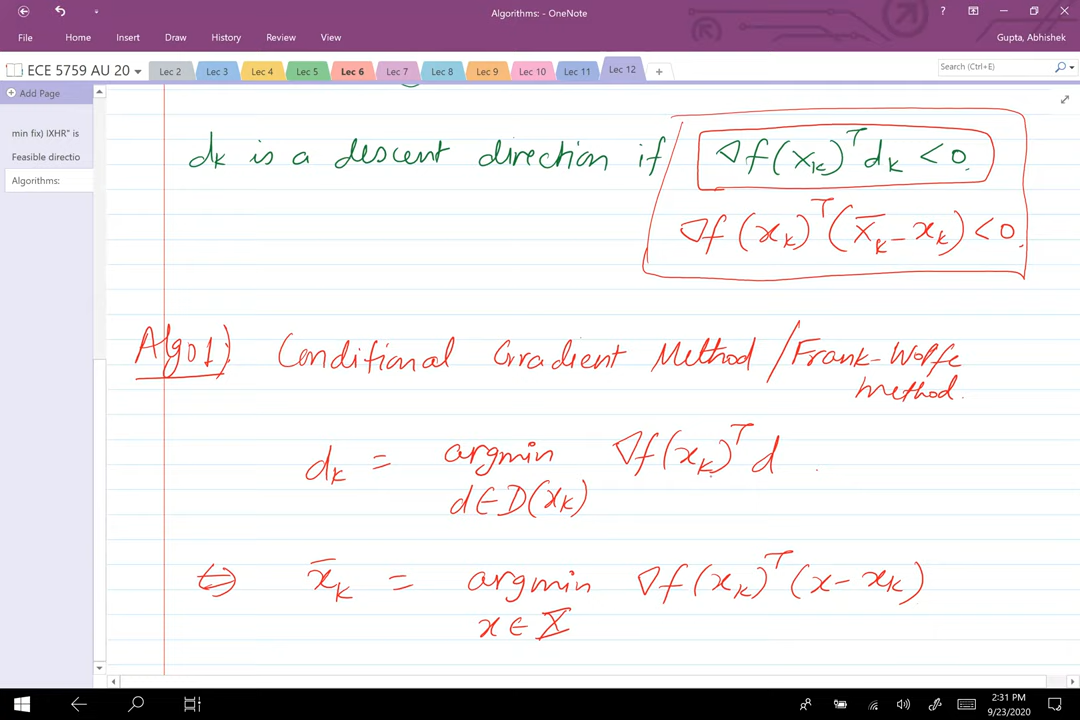 Algorithms: - OneNote
?
File
Home
Insert
Draw
History
Review
View
Gupta, Abhishek
ECE 5759 AU 20
Lec 2
Lec 3
Lec 4
Lec 5
Lec 6
Lec 7
Lec 8
Lec 9
Lec 10
Lec 11
Lec 12
+
Search (Ctrl+E)
Add Page
min fix) IXHR" is
Feasible directio
Algorithms:
dₖ is a descent direction if ∇f(xₖ)ᵀdₖ < 0.
∇f(xₖ)ᵀ(x̄ₖ - xₖ) < 0.
Algo 1): Conditional Gradient Method / Frank-Wolfe
method.
dₖ = argmin ∇f(xₖ)ᵀ d .
d ∈ D(xₖ)
⇔ x̄ₖ = argmin ∇f(xₖ)ᵀ (x - xₖ)
x ∈ X
2:31 PM
9/23/2020